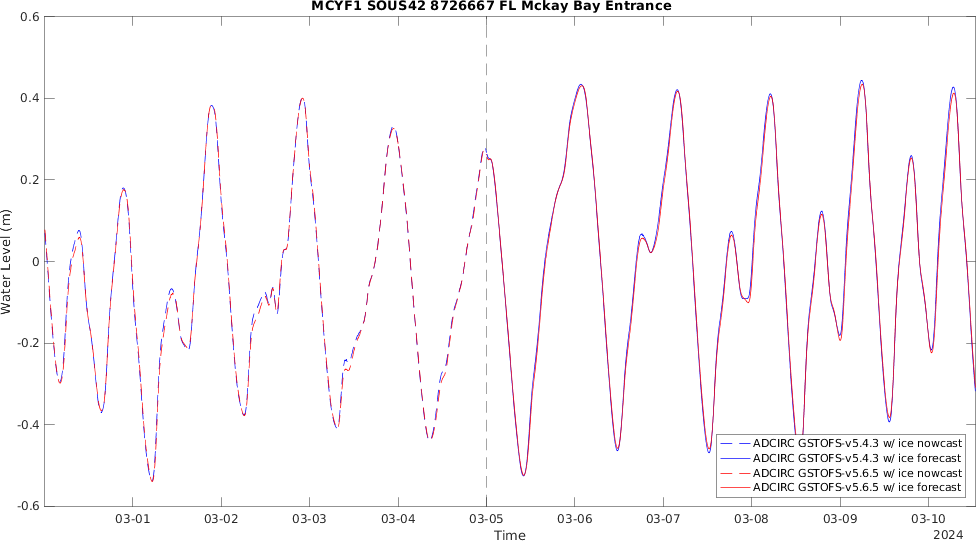 MCYF1 SOUS42 8726667 FL Mckay Bay Entrance
0.6
0.4
0.2
0
-0.2
-0.4
-0.6
Water Level (m)
03-01 03-02 03-03 03-04 03-05 03-06 03-07 03-08 03-09 03-10
Time
2024
ADCIRC GSTOFS-v5.4.3 w/ ice nowcast
ADCIRC GSTOFS-v5.4.3 w/ ice forecast
ADCIRC GSTOFS-v5.6.5 w/ ice nowcast
ADCIRC GSTOFS-v5.6.5 w/ ice forecast